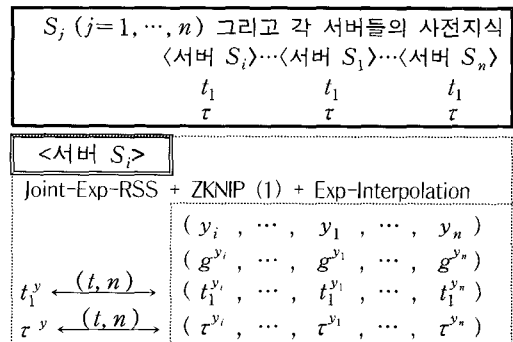 S_j (j=1, ⋯, n) 그리고 각 서버들의 사전지식
〈서버 S_i〉⋯〈서버 S_1〉⋯〈서버 S_n〉
t_1 t_1 t_1
τ τ τ
<서버 S_i>
Joint-Exp-RSS + ZKNIP (1) + Exp-Interpolation
( y_i , ⋯ , y_1 , ⋯ , y_n )
( g^{y_i} , ⋯ , g^{y_1} , ⋯ , g^{y_n} )
t_1^y ←(t, n)→ ( t_1^{y_i} , ⋯ , t_1^{y_1} , ⋯ , t_1^{y_n} )
τ^y ←(t, n)→ ( τ^{y_i} , ⋯ , τ^{y_1} , ⋯ , τ^{y_n} )